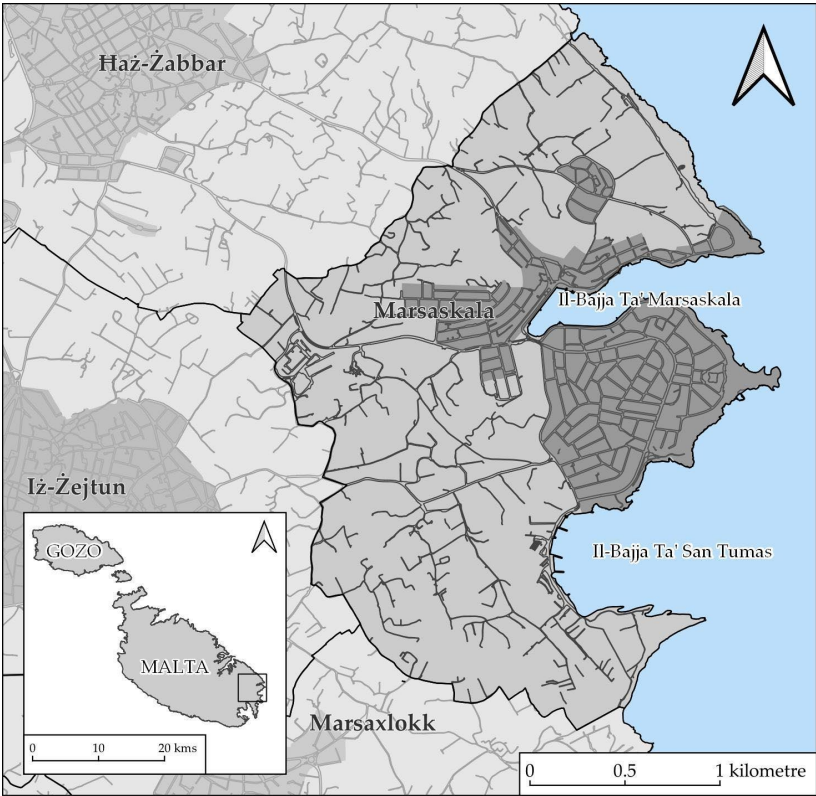 Ħaż-Żabbar
Il-Bajja Ta' Marsaskala
Marsaskala
Iż-Żejtun
Il-Bajja Ta' San Tumas
GOZO
MALTA
0 10 20 kms
Marsaxlokk
0 0.5 1 kilometre